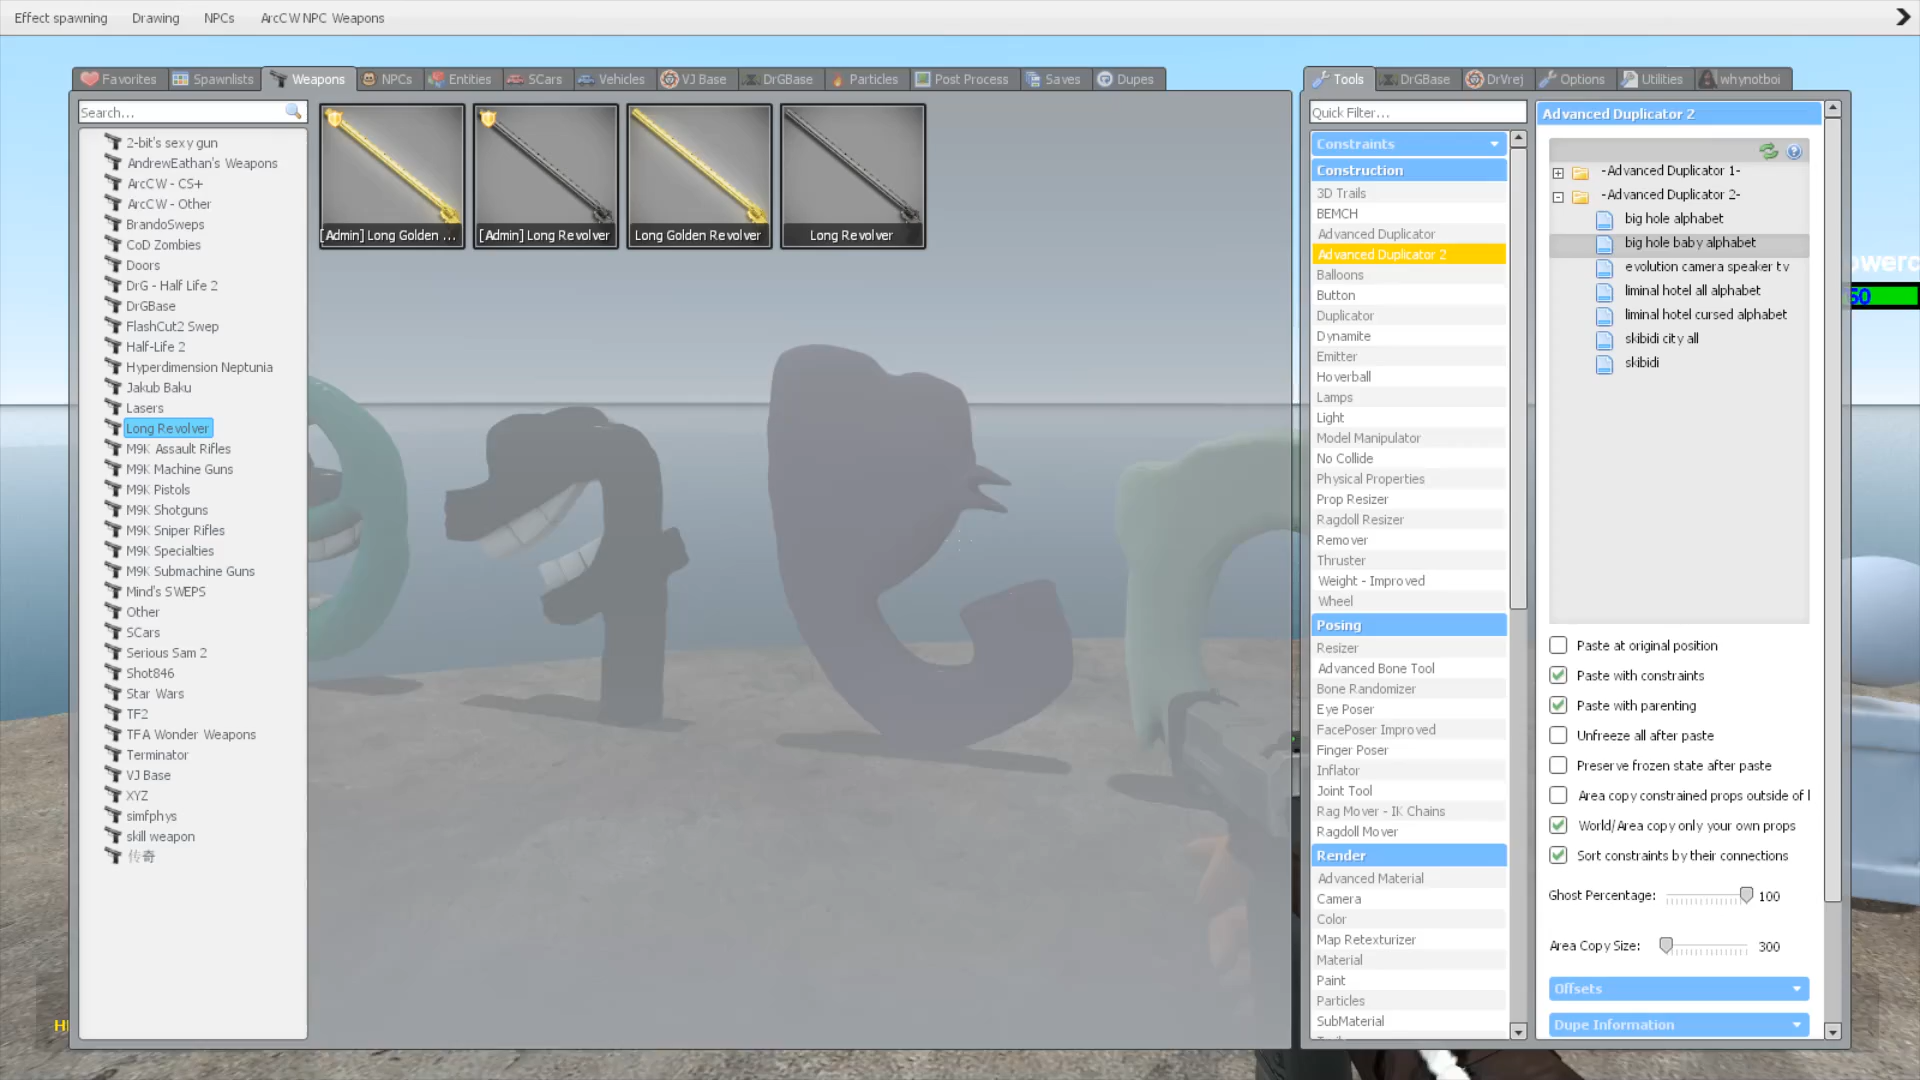 Effect spawning Drawing NPCs ArcCW NPC Weapons
Favorites Spawnlists Weapons NPCs Entities SCars Vehicles VJ Base DrGBase Particles Post Process Saves Dupes
Tools DrGBase DrVrej Options Utilities whynotboi
Search...
2-bit's sexy gun
AndrewEathan's Weapons
ArcCW - CS+
ArcCW - Other
BrandoSweps
CoD Zombies
Doors
DrG - Half Life 2
DrGBase
FlashCut2 Swep
Half-Life 2
Hyperdimension Neptunia
Jakub Baku
Lasers
Long Revolver
M9K Assault Rifles
M9K Machine Guns
M9K Pistols
M9K Shotguns
M9K Sniper Rifles
M9K Specialties
M9K Submachine Guns
Mind's SWEPS
Other
SCars
Serious Sam 2
Shot846
Star Wars
TF2
TFA Wonder Weapons
Terminator
VJ Base
XYZ
simfphys
skill weapon
传奇
[Admin] Long Golden ...
[Admin] Long Revolver
Long Golden Revolver
Long Revolver
Quick Filter...
Constraints
Construction
3D Trails
BEMCH
Advanced Duplicator
Advanced Duplicator 2
Balloons
Button
Duplicator
Dynamite
Emitter
Hoverball
Lamps
Light
Model Manipulator
No Collide
Physical Properties
Prop Resizer
Ragdoll Resizer
Remover
Thruster
Weight - Improved
Wheel
Posing
Resizer
Advanced Bone Tool
Bone Randomizer
Eye Poser
FacePoser Improved
Finger Poser
Inflator
Joint Tool
Rag Mover - IK Chains
Ragdoll Mover
Render
Advanced Material
Camera
Color
Map Retexturizer
Material
Paint
Particles
SubMaterial
Advanced Duplicator 2
-Advanced Duplicator 1-
-Advanced Duplicator 2-
big hole alphabet
big hole baby alphabet
evolution camera speaker tv
liminal hotel all alphabet
liminal hotel cursed alphabet
skibidi city all
skibidi
Paste at original position
Paste with constraints
Paste with parenting
Unfreeze all after paste
Preserve frozen state after paste
Area copy constrained props outside of
World/Area copy only your own props
Sort constraints by their connections
Ghost Percentage: 100
Area Copy Size: 300
Offsets
Dupe Information
owerc
50